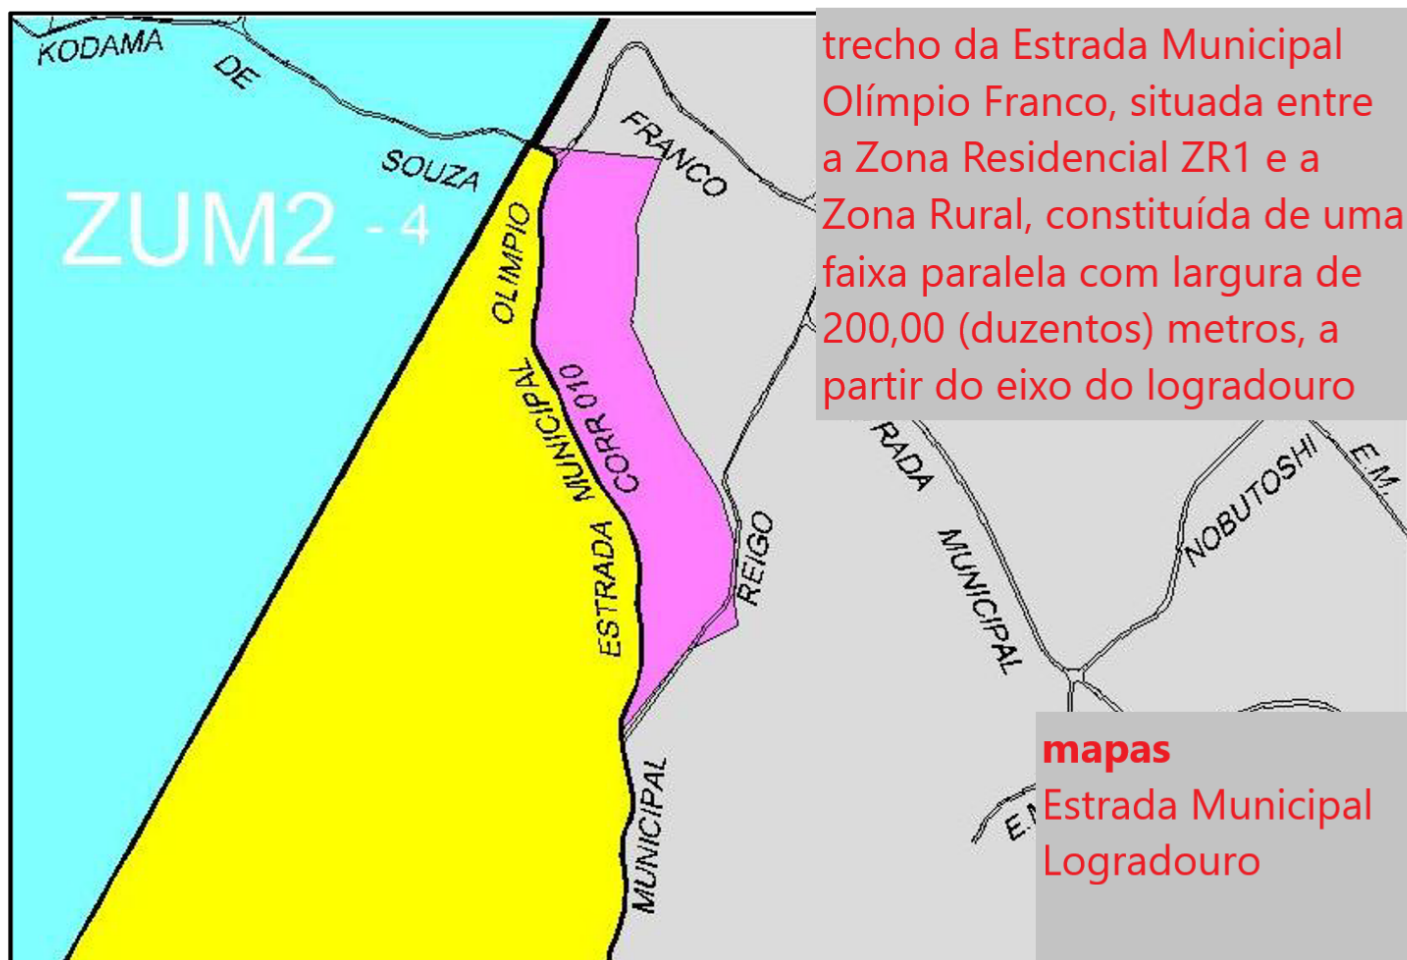 KODAMA
DE
SOUZA
ZUM2 - 4
FRANCO
OLIMPIO
MUNICIPAL
ESTRADA
CORR 010
REIGO
MUNICIPAL
trecho da Estrada Municipal
Olímpio Franco, situada entre
a Zona Residencial ZR1 e a
Zona Rural, constituída de uma
faixa paralela com largura de
200,00 (duzentos) metros, a
partir do eixo do logradouro
RADA
MUNICIPAL
NOBUTOSHI
E.M.
mapas
Estrada Municipal
Logradouro